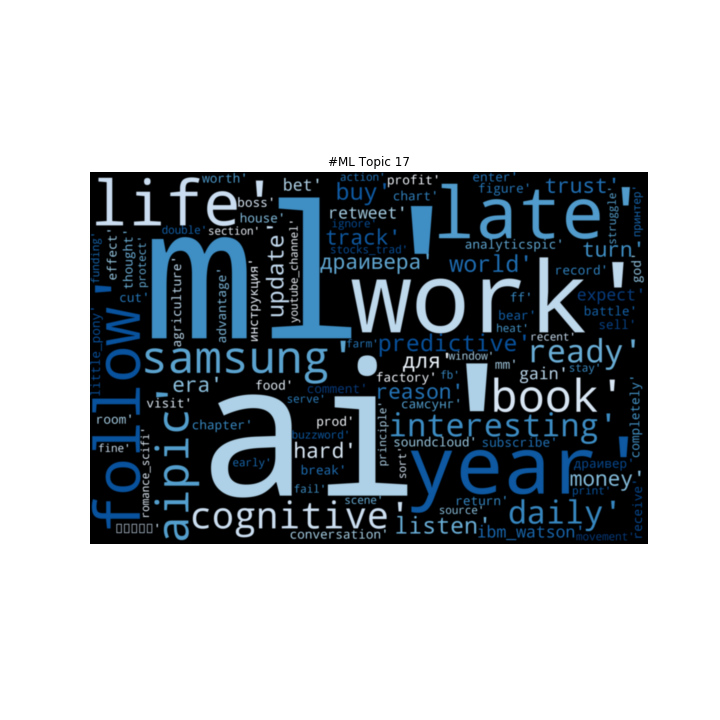 #ML Topic 17
life'
worth'
boss'
bet'
action'
profit'
enter'
late'
trust'
buy'
chart'
figure'
house'
double'
section'
retweet'
ignore'
track'
stocks_trad'
analyticspic'
turn'
struggle'
принтер'
funding'
effect'
thought'
protect'
ml'
update'
youtube_channel'
драйвера'
world'
record'
god'
cut'
agriculture'
advantage'
инструкция'
work'
ff'
expect'
bear'
battle'
heat'
sell'
little_pony'
follow'
samsung'
farm'
predictive'
recent'
ready'
для'
window'
stay'
era'
food'
factory'
fb'
mm'
gain'
visit'
serve'
comment'
reason'
самсунг'
book'
completely'
room'
aipic'
chapter'
ai'
prod'
principle'
interesting'
buzzword'
fine'
romance_scifi'
hard'
soundcloud'
subscribe'
early'
break'
sort'
year'
драйвер'
money'
fail'
print'
receive'
scene'
return'
source'
daily'
cognitive'
listen'
conversation'
ibm_watson'
movement'